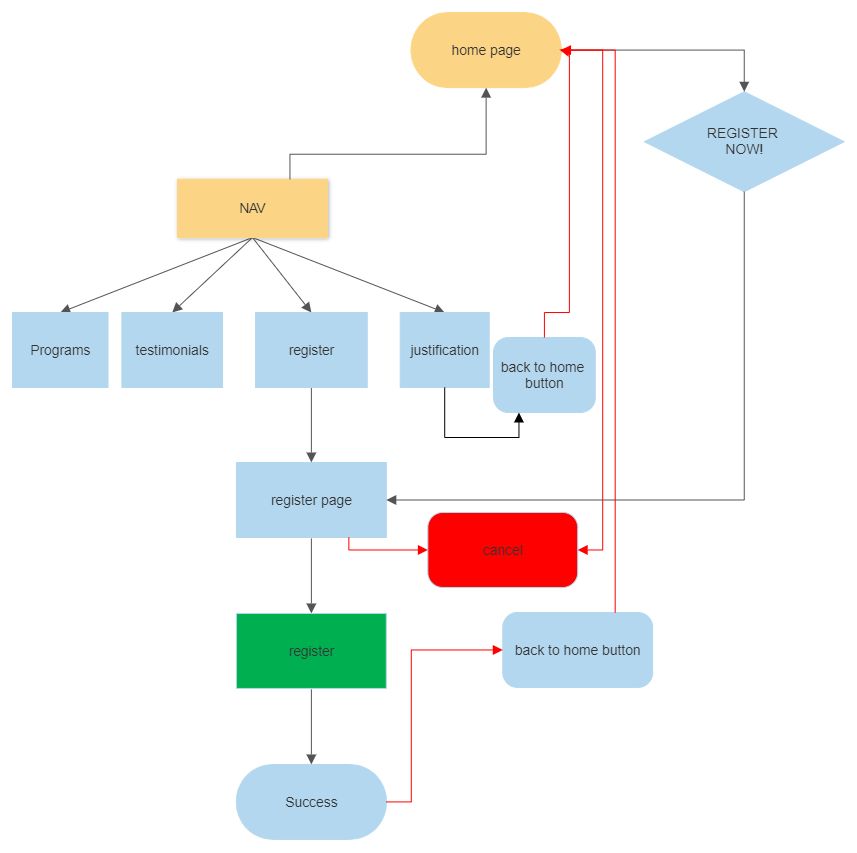 home page
REGISTER
NOW!
NAV
Programs
testimonials
register
justification
back to home
button
register page
cancel
register
back to home button
Success